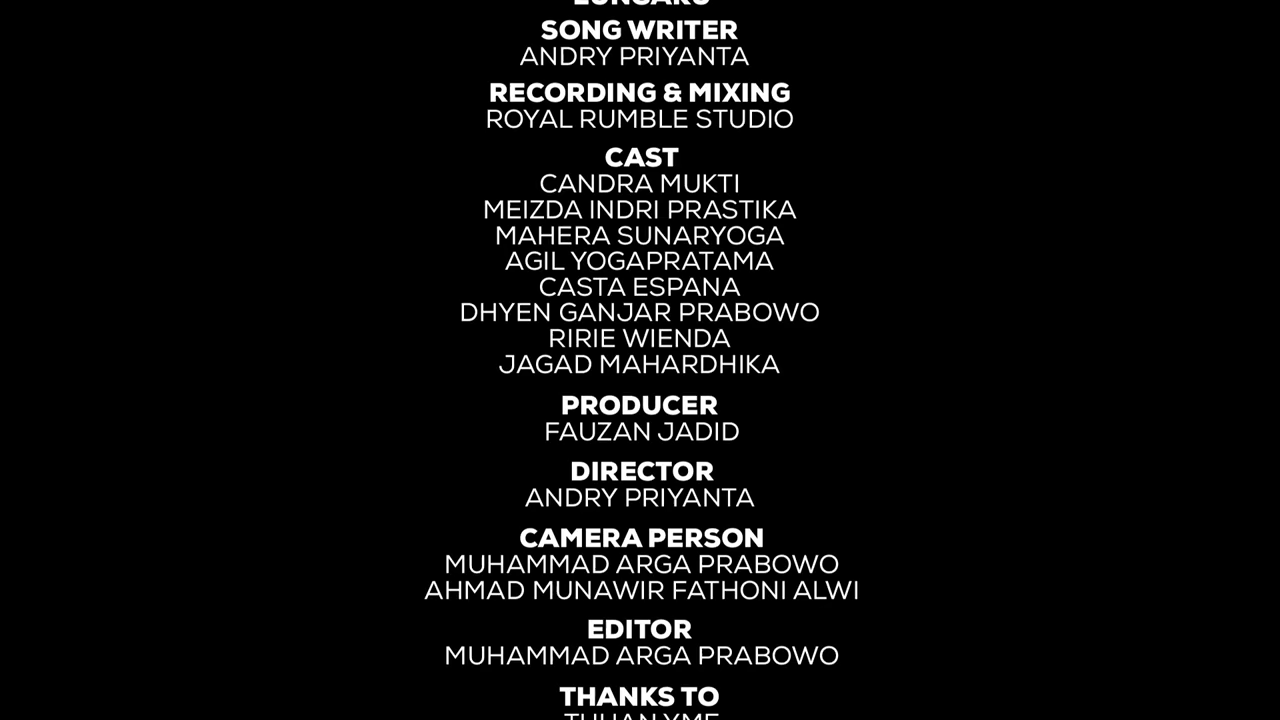 SONG WRITER
ANDRY PRIYANTA
RECORDING & MIXING
ROYAL RUMBLE STUDIO
CAST
CANDRA MUKTI
MEIZDA INDRI PRASTIKA
MAHERA SUNARYOGA
AGIL YOGAPRATAMA
CASTA ESPANA
DHYEN GANJAR PRABOWO
RIRIE WIENDA
JAGAD MAHARDHIKA
PRODUCER
FAUZAN JADID
DIRECTOR
ANDRY PRIYANTA
CAMERA PERSON
MUHAMMAD ARGA PRABOWO
AHMAD MUNAWIR FATHONI ALWI
EDITOR
MUHAMMAD ARGA PRABOWO
THANKS TO
TUHAN YME